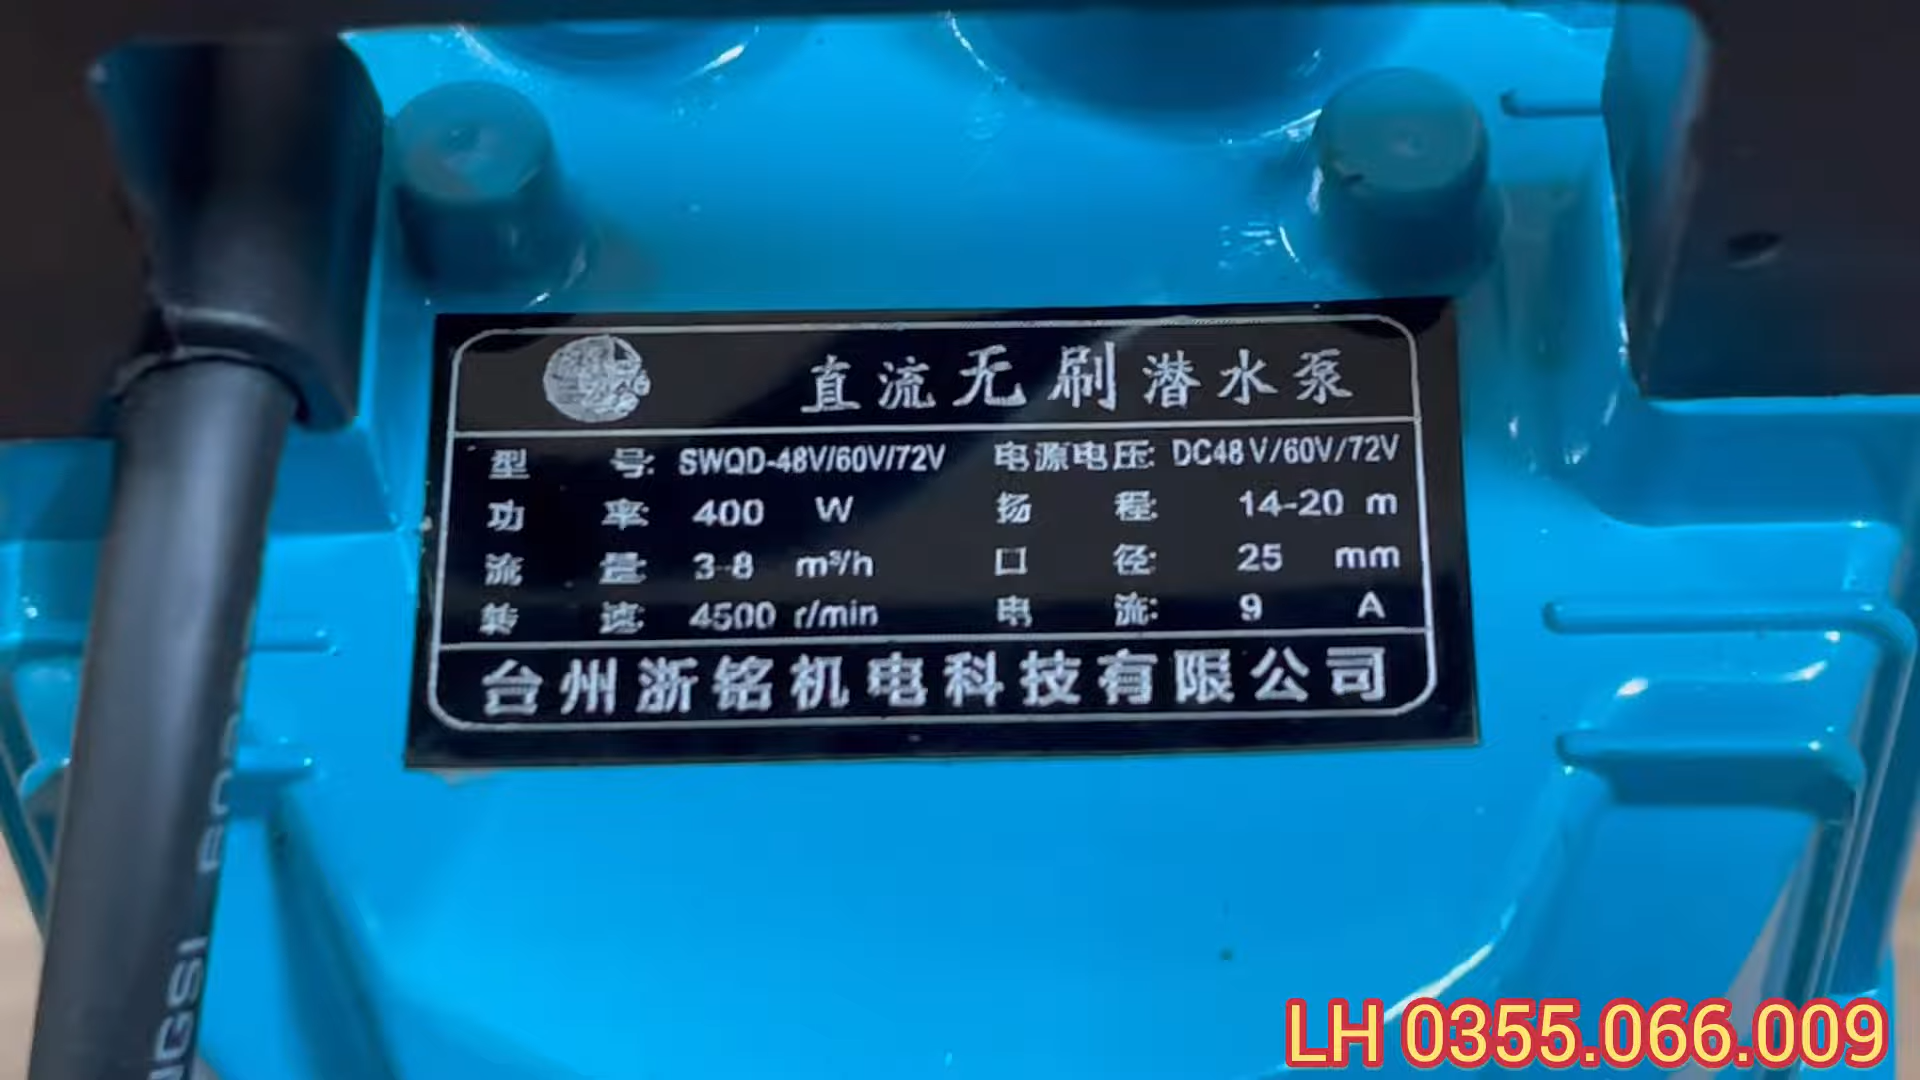 直流无刷潜水泵
型 号: SWQD-48V/60V/72V 电源电压: DC48V/60V/72V
功 率: 400 W 扬 程: 14-20 m
流 量: 3-8 m³/h 口 径: 25 mm
转 速: 4500 r/min 电 流: 9 A
台州浙铭机电科技有限公司
LH 0355.066.009